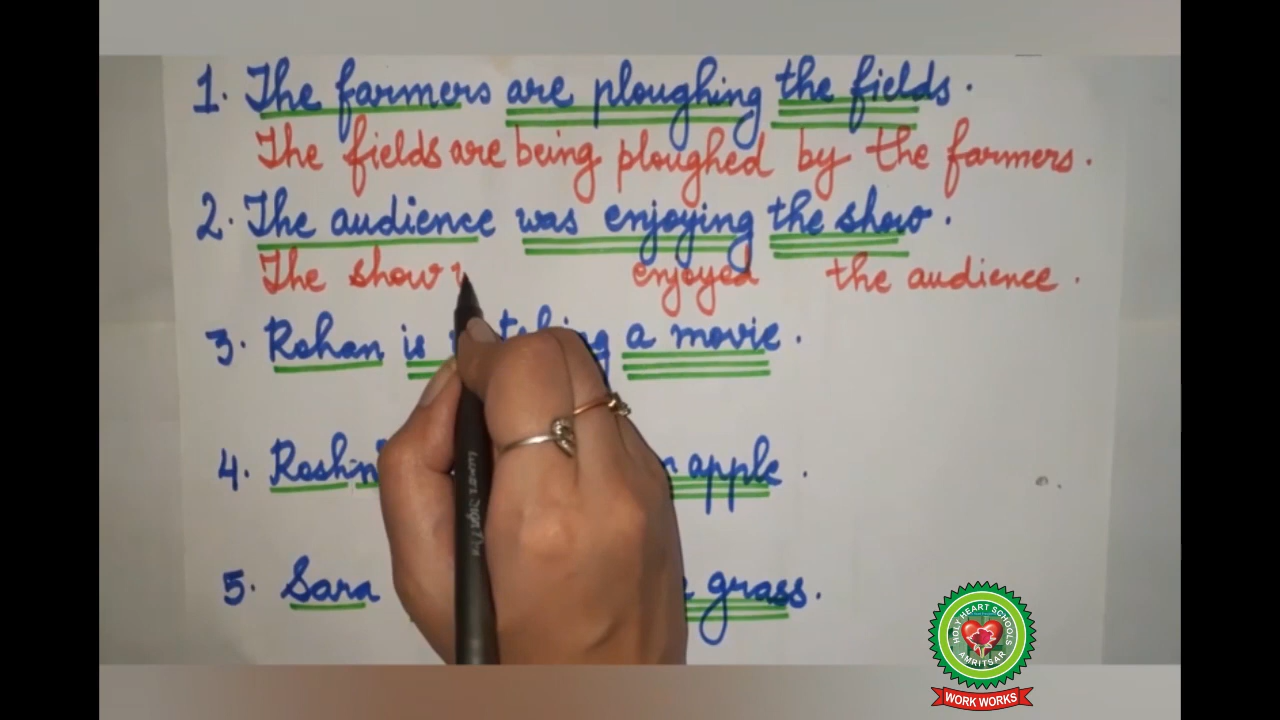 1. The farmers are ploughing the fields.
The fields are being ploughed by the farmers.
2. The audience was enjoying the show.
The show enjoyed the audience.
3. Rohan is a movie.
4. apple.
5. Sara grass.
HOLY HEART SCHOOLS
AMRITSAR
WORK WORKS